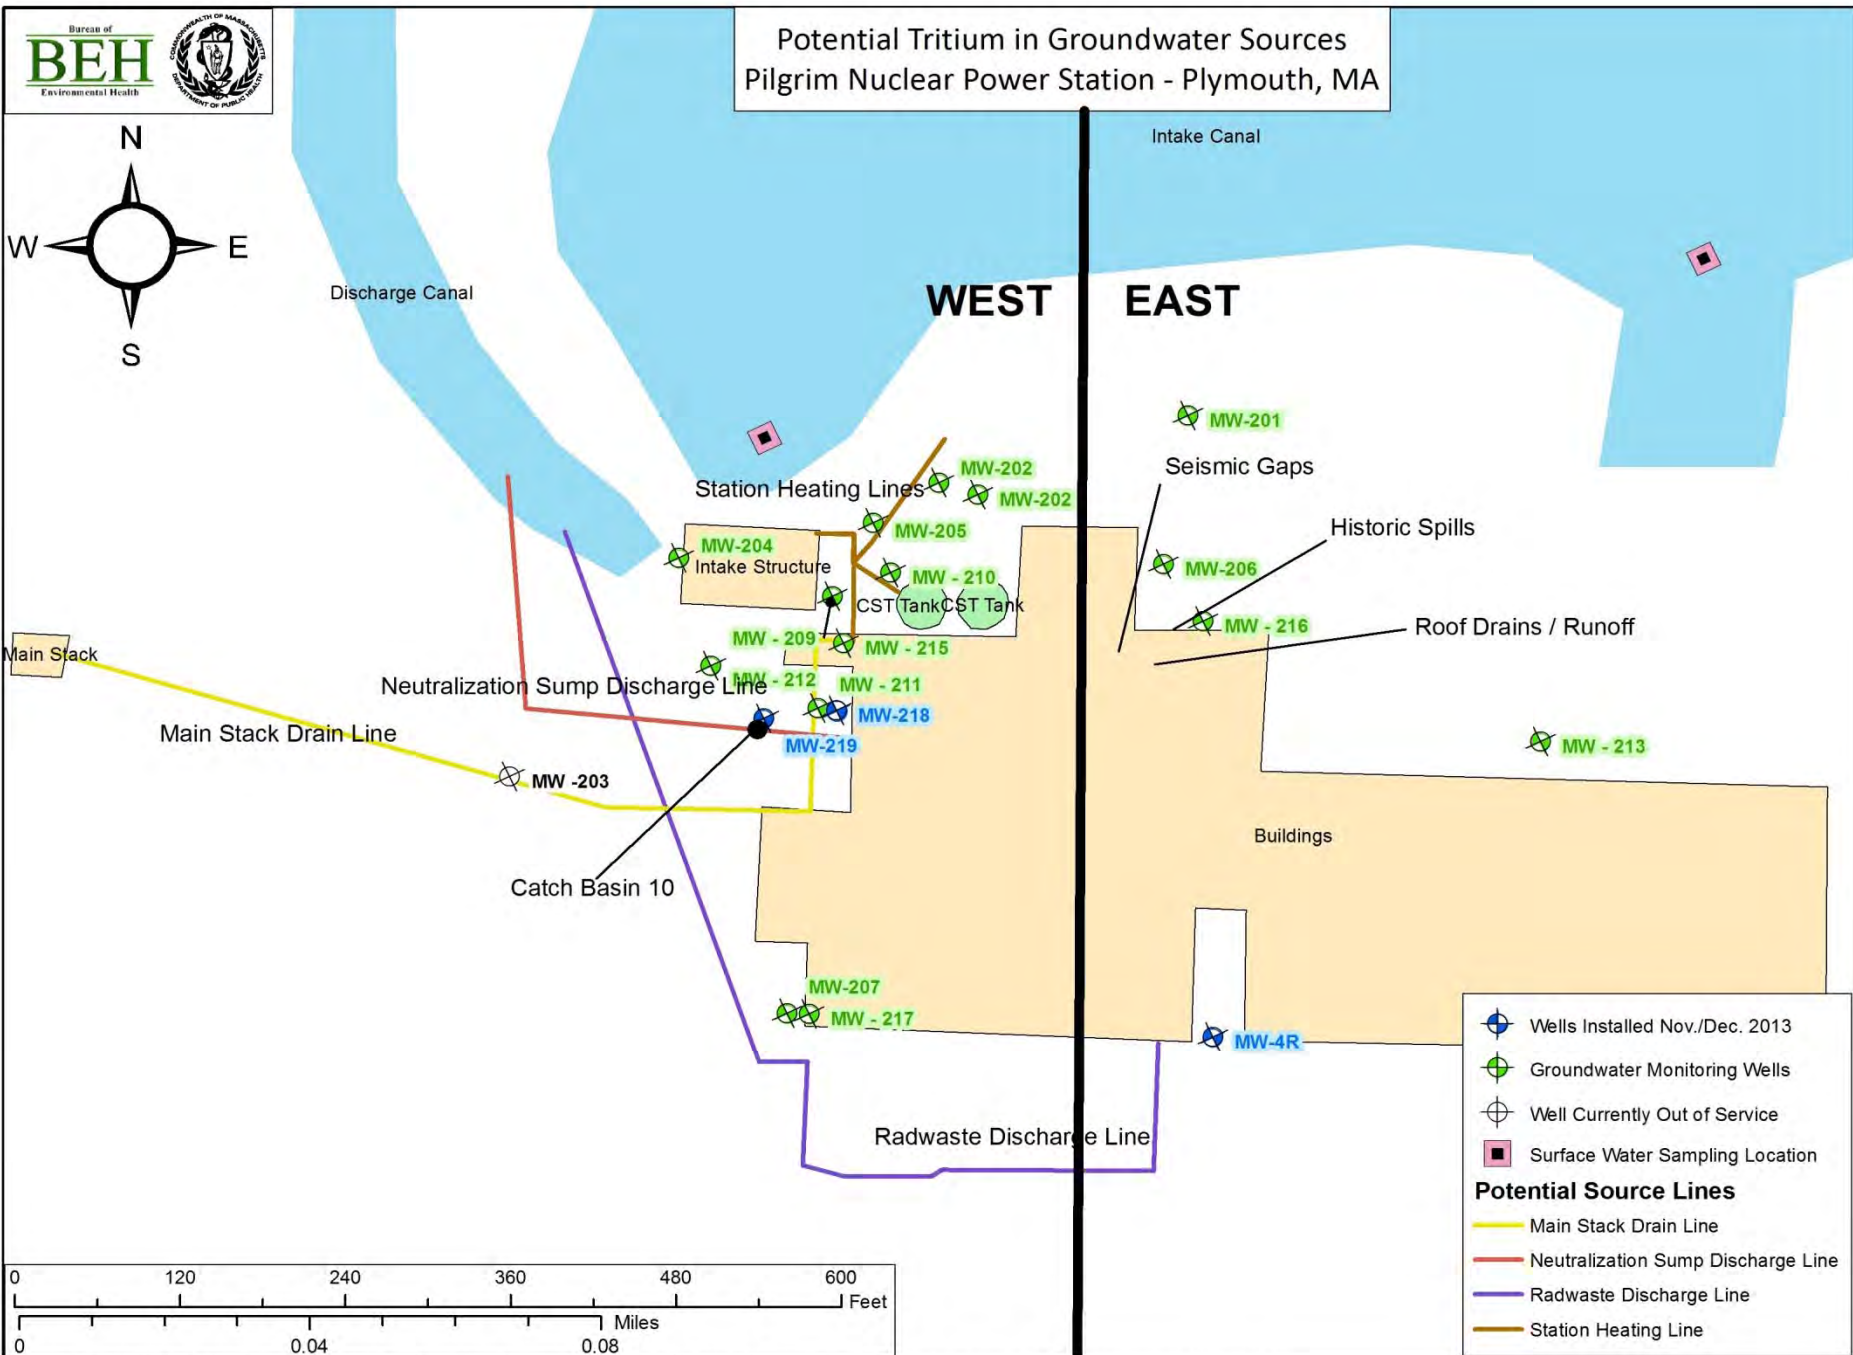 Bureau of
BEH
Environmental Health
COMMONWEALTH OF MASSACHUSETTS
DEPARTMENT OF PUBLIC HEALTH
Potential Tritium in Groundwater Sources
Pilgrim Nuclear Power Station - Plymouth, MA
N
W
E
S
Intake Canal
Discharge Canal
WEST
EAST
MW-201
Seismic Gaps
MW-202
Station Heating Lines
MW-202
Historic Spills
MW-205
MW-204
Intake Structure
MW-206
MW - 210
CST Tank
CST Tank
MW - 216
Roof Drains / Runoff
MW - 209
MW - 215
Main Stack
MW - 212
MW - 211
Neutralization Sump Discharge Line
MW-218
Main Stack Drain Line
MW-219
MW - 213
MW -203
Buildings
Catch Basin 10
MW-207
MW - 217
MW-4R
Radwaste Discharge Line
Wells Installed Nov./Dec. 2013
Groundwater Monitoring Wells
Well Currently Out of Service
Surface Water Sampling Location
Potential Source Lines
Main Stack Drain Line
Neutralization Sump Discharge Line
Radwaste Discharge Line
Station Heating Line
0 120 240 360 480 600
Feet
Miles
0 0.04 0.08